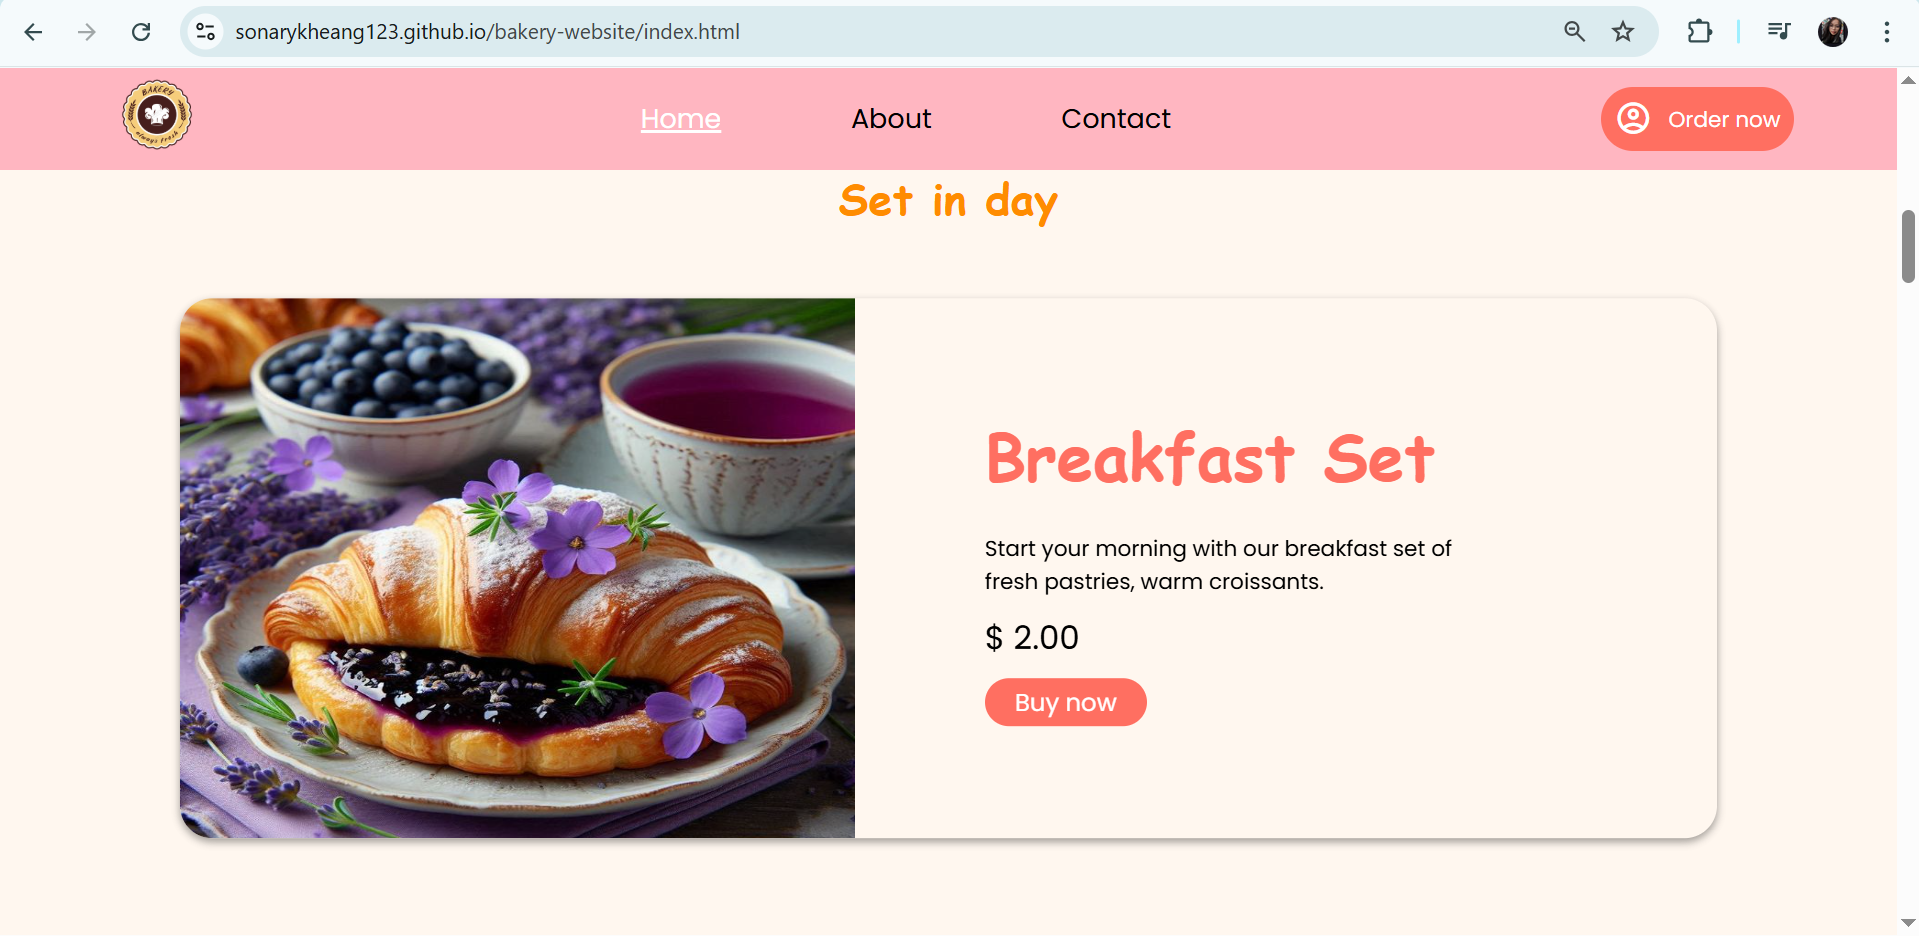 sonarykheang123.github.io/bakery-website/index.html
BAKERY
always fresh
Home
About
Contact
Order now
Set in day
Breakfast Set
Start your morning with our breakfast set of
fresh pastries, warm croissants.
$ 2.00
Buy now